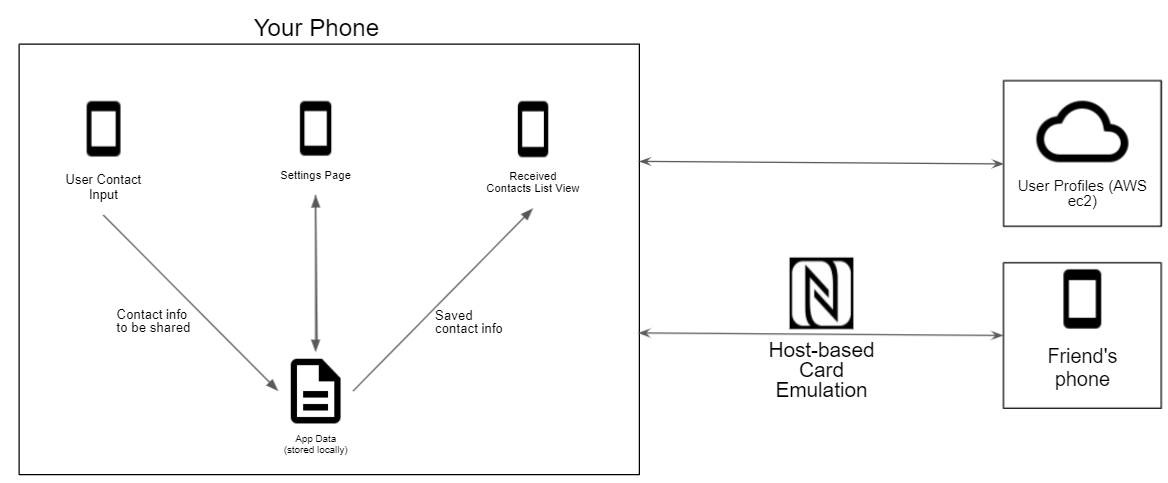 Your Phone
User Contact
Input
Settings Page
Received
Contacts List View
Contact info
to be shared
Saved
contact info
App Data
(stored locally)
User Profiles (AWS
ec2)
Host-based
Card
Emulation
Friend's
phone